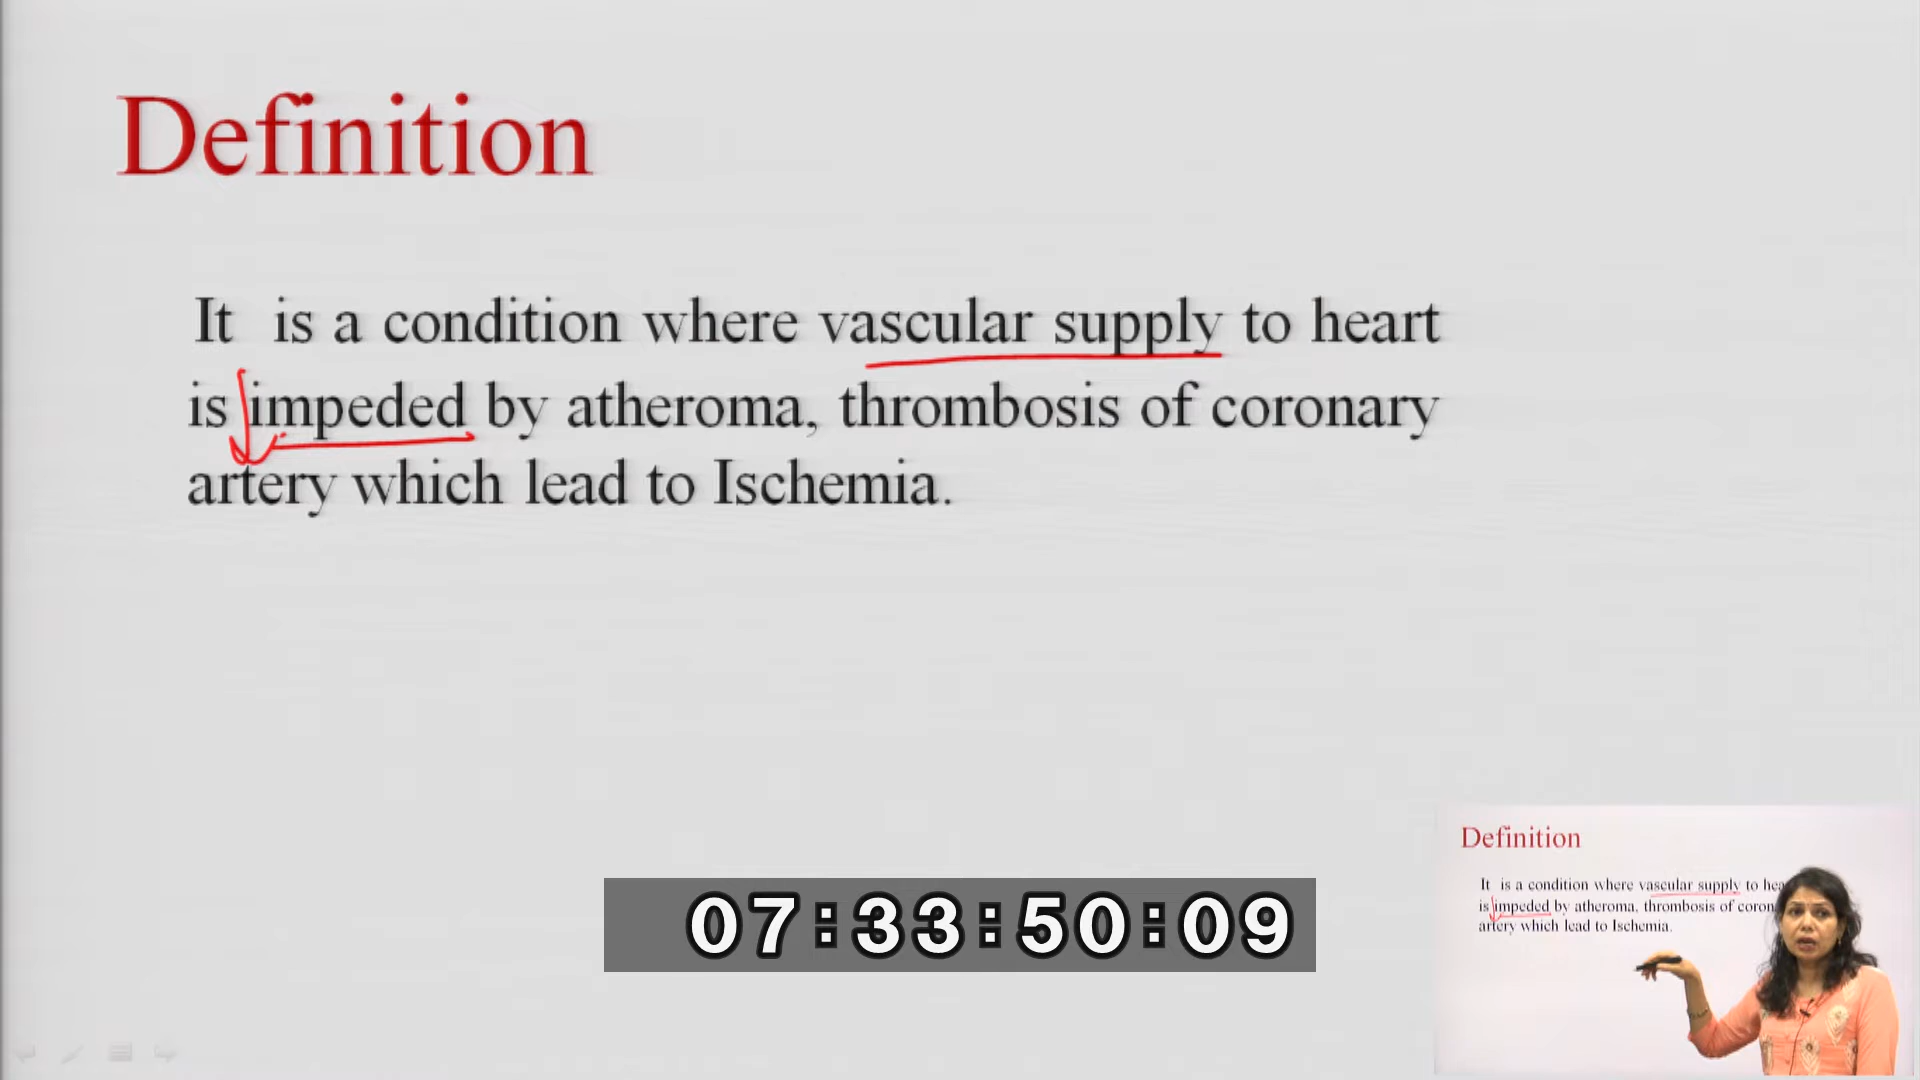 Definition
It is a condition where vascular supply to heart
is impeded by atheroma, thrombosis of coronary
artery which lead to Ischemia.
07:33:50:09
Definition
It is a condition where vascular supply to hea
is impeded by atheroma, thrombosis of coron
artery which lead to Ischemia.